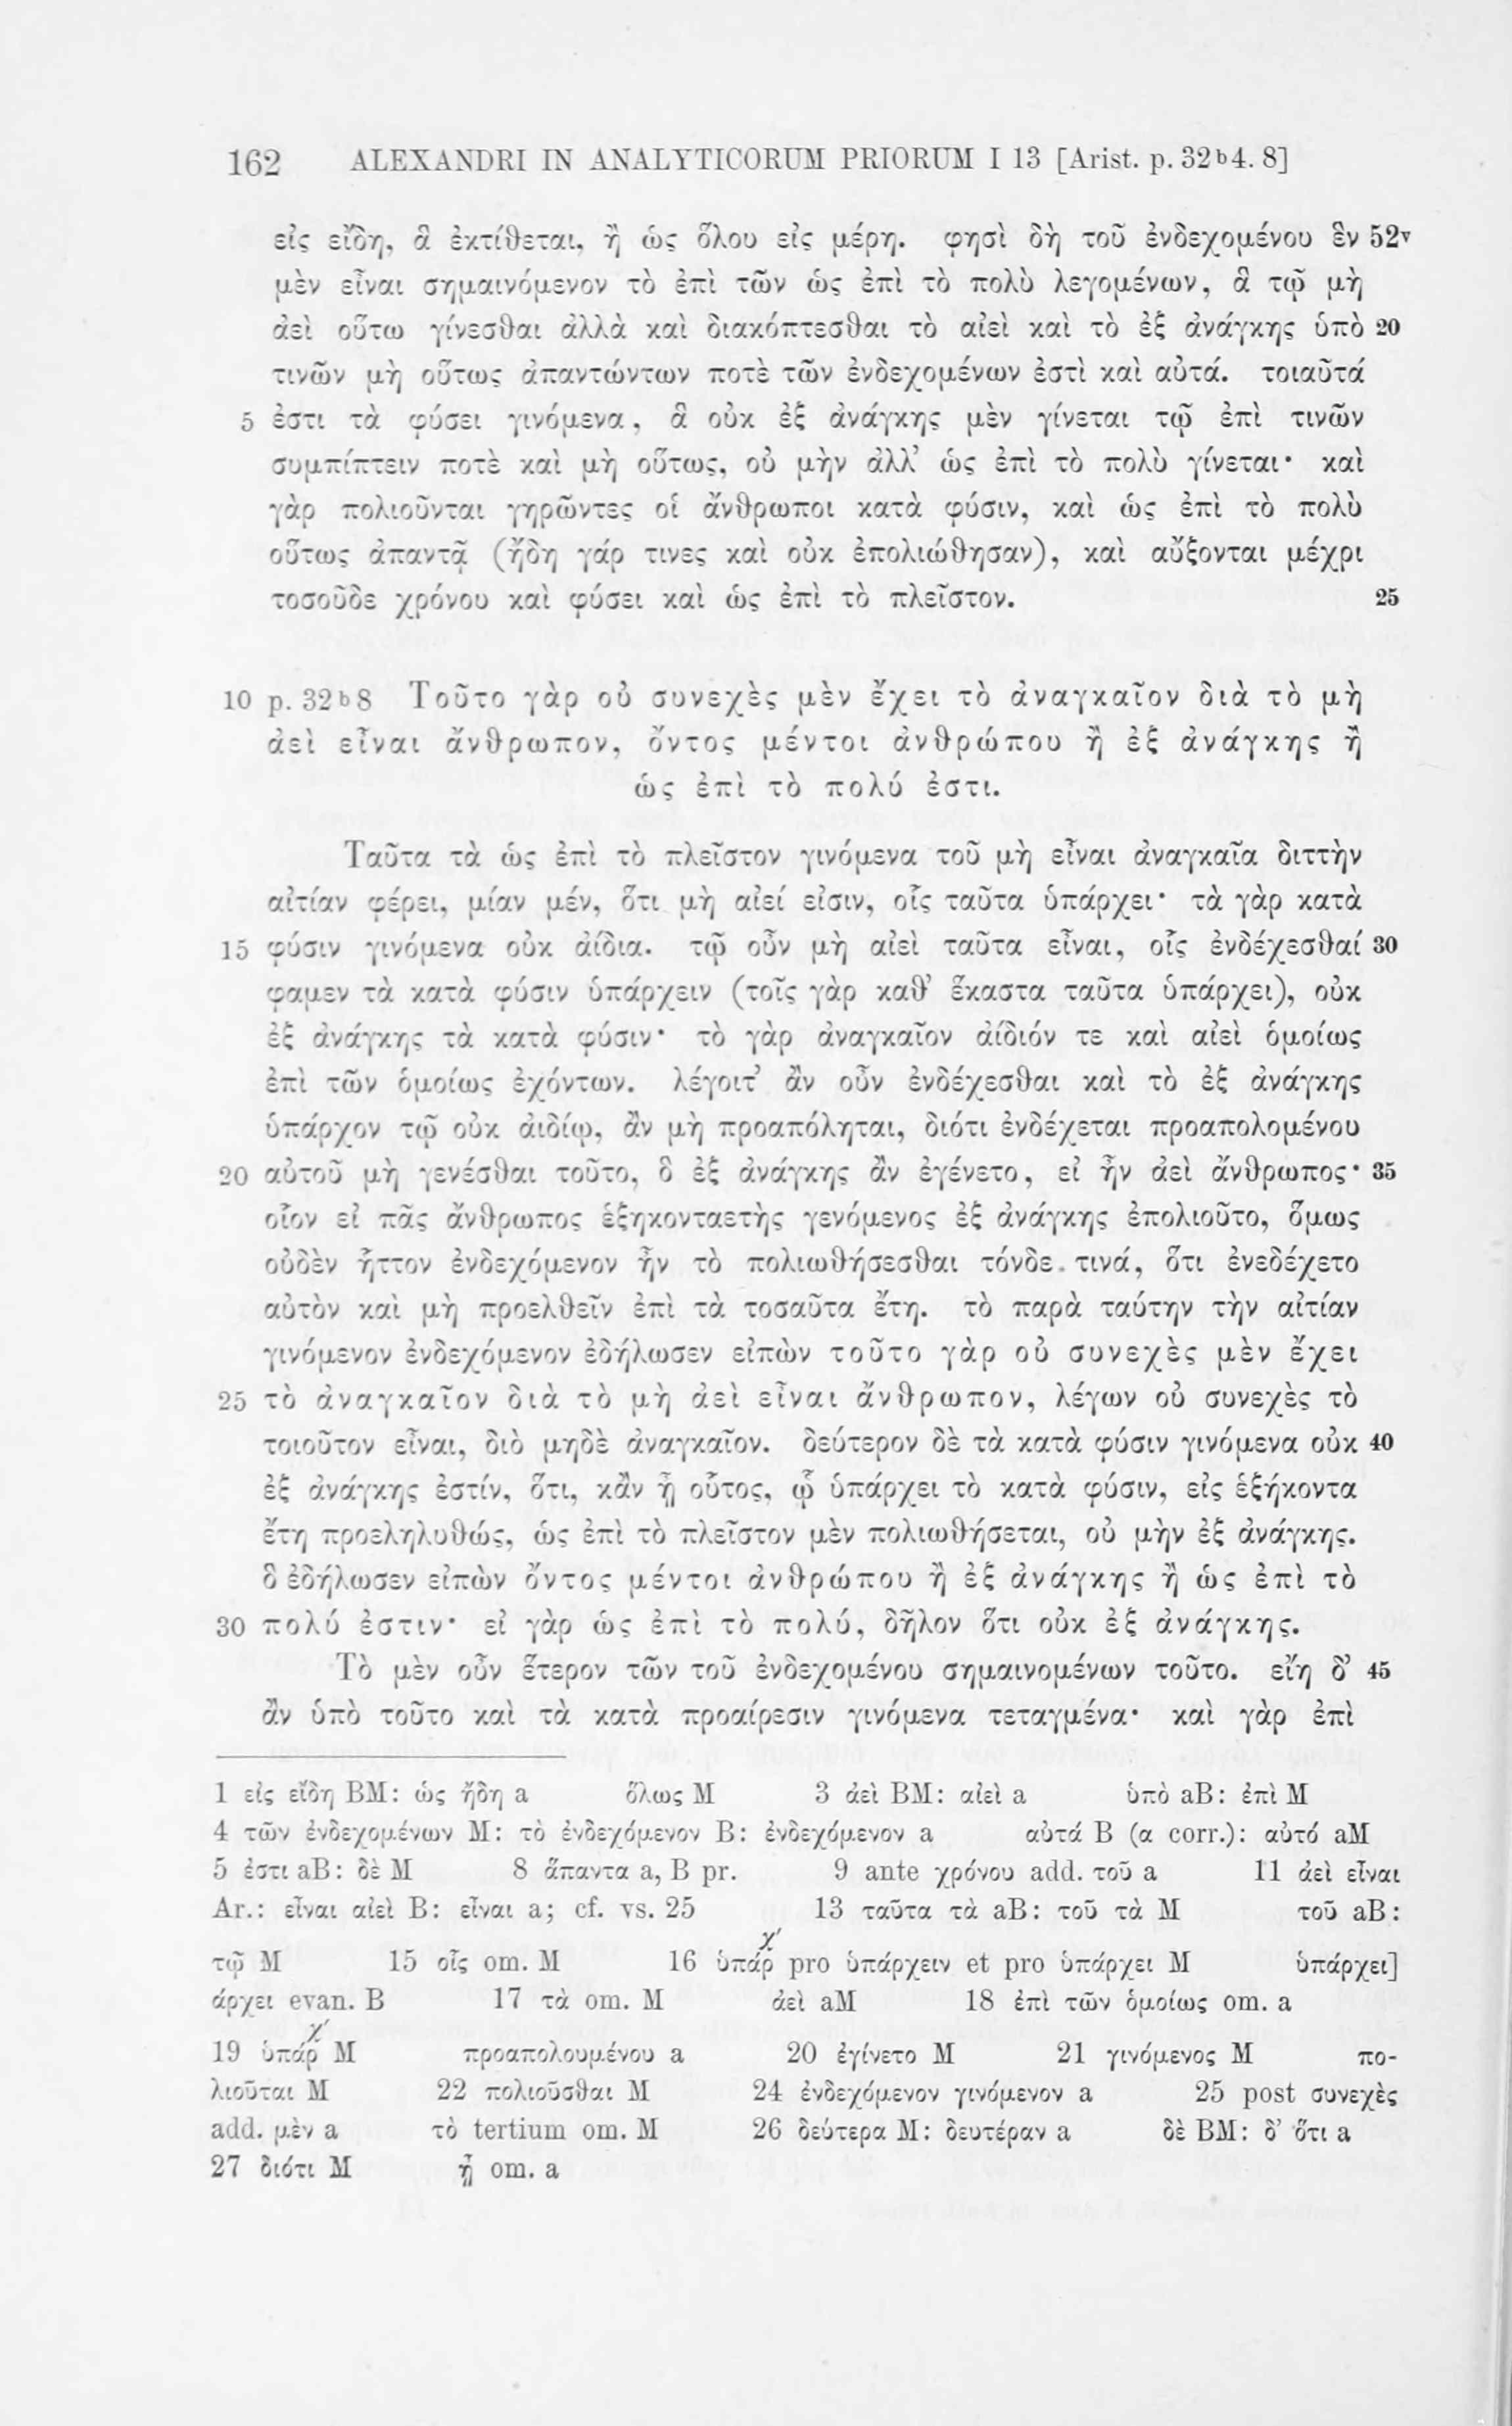 162 ALEXANDRI IN ANALYTICORUM PRIORUM I 13 [Arist. p. 32b4. 8]
εἰς εἴδη, ἃ ἐκτίθεται, ἢ ὡς ὅλου εἰς μέρη. φησὶ δὴ τοῦ ἐνδεχομένου ἓν 52v
μὲν εἶναι σημαινόμενον τὸ ἐπὶ τῶν ὡς ἐπὶ τὸ πολὺ λεγομένων, ἃ τῷ μὴ
ἀεὶ οὕτω γίνεσθαι ἀλλὰ καὶ διακόπτεσθαι τὸ αἰεὶ καὶ τὸ ἐξ ἀνάγκης ὑπὸ 20
τινῶν μὴ οὕτως ἀπαντώντων ποτὲ τῶν ἐνδεχομένων ἐστὶ καὶ αὐτά. τοιαῦτά
5 ἐστι τὰ φύσει γινόμενα, ἃ οὐκ ἐξ ἀνάγκης μὲν γίνεται τῷ ἐπὶ τινῶν
συμπίπτειν ποτὲ καὶ μὴ οὕτως, οὐ μὴν ἀλλ’ ὡς ἐπὶ τὸ πολὺ γίνεται· καὶ
γὰρ πολιοῦνται γηρῶντες οἱ ἄνθρωποι κατὰ φύσιν, καὶ ὡς ἐπὶ τὸ πολὺ
οὕτως ἀπαντᾷ (ἤδη γάρ τινες καὶ οὐκ ἐπολιώθησαν), καὶ αὔξονται μέχρι
τοσοῦδε χρόνου καὶ φύσει καὶ ὡς ἐπὶ τὸ πλεῖστον. 25
10 p. 32b8 Τοῦτο γὰρ οὐ συνεχὲς μὲν ἔχει τὸ ἀναγκαῖον διὰ τὸ μὴ
ἀεὶ εἶναι ἄνθρωπον, ὄντος μέντοι ἀνθρώπου ἢ ἐξ ἀνάγκης ἢ
ὡς ἐπὶ τὸ πολύ ἐστι.
Ταῦτα τὰ ὡς ἐπὶ τὸ πλεῖστον γινόμενα τοῦ μὴ εἶναι ἀναγκαῖα διττὴν
αἰτίαν φέρει, μίαν μέν, ὅτι μὴ αἰεί εἰσιν, οἷς ταῦτα ὑπάρχει· τὰ γὰρ κατὰ
15 φύσιν γινόμενα οὐκ ἀίδια. τῷ οὖν μὴ αἰεὶ ταῦτα εἶναι, οἷς ἐνδέχεσθαί 30
φαμεν τὰ κατὰ φύσιν ὑπάρχειν (τοῖς γὰρ καθ’ ἕκαστα ταῦτα ὑπάρχει), οὐκ
ἐξ ἀνάγκης τὰ κατὰ φύσιν· τὸ γὰρ ἀναγκαῖον ἀίδιόν τε καὶ αἰεὶ ὁμοίως
ἐπὶ τῶν ὁμοίως ἐχόντων. λέγοιτ’ ἂν οὖν ἐνδέχεσθαι καὶ τὸ ἐξ ἀνάγκης
ὑπάρχον τῷ οὐκ ἀιδίῳ, ἂν μὴ προαπόληται, διότι ἐνδέχεται προαπολομένου
20 αὐτοῦ μὴ γενέσθαι τοῦτο, ὃ ἐξ ἀνάγκης ἂν ἐγένετο, εἰ ἦν ἀεὶ ἄνθρωπος· 35
οἷον εἰ πᾶς ἄνθρωπος ἑξηκονταετὴς γενόμενος ἐξ ἀνάγκης ἐπολιοῦτο, ὅμως
οὐδὲν ἧττον ἐνδεχόμενον ἦν τὸ πολιωθήσεσθαι τόνδε τινά, ὅτι ἐνεδέχετο
αὐτὸν καὶ μὴ προελθεῖν ἐπὶ τὰ τοσαῦτα ἔτη. τὸ παρὰ ταύτην τὴν αἰτίαν
γινόμενον ἐνδεχόμενον ἐδήλωσεν εἰπὼν τοῦτο γὰρ οὐ συνεχὲς μὲν ἔχει
25 τὸ ἀναγκαῖον διὰ τὸ μὴ ἀεὶ εἶναι ἄνθρωπον, λέγων οὐ συνεχὲς τὸ
τοιοῦτον εἶναι, διὸ μηδὲ ἀναγκαῖον. δεύτερον δὲ τὰ κατὰ φύσιν γινόμενα οὐκ 40
ἐξ ἀνάγκης ἐστίν, ὅτι, κἂν ᾖ οὗτος, ᾧ ὑπάρχει τὸ κατὰ φύσιν, εἰς ἑξήκοντα
ἔτη προεληλυθώς, ὡς ἐπὶ τὸ πλεῖστον μὲν πολιωθήσεται, οὐ μὴν ἐξ ἀνάγκης.
ὃ ἐδήλωσεν εἰπὼν ὄντος μέντοι ἀνθρώπου ἢ ἐξ ἀνάγκης ἢ ὡς ἐπὶ τὸ
30 πολύ ἐστιν· εἰ γὰρ ὡς ἐπὶ τὸ πολύ, δῆλον ὅτι οὐκ ἐξ ἀνάγκης.
Τὸ μὲν οὖν ἕτερον τῶν τοῦ ἐνδεχομένου σημαινομένων τοῦτο. εἴη δ’ 45
ἂν ὑπὸ τοῦτο καὶ τὰ κατὰ προαίρεσιν γινόμενα τεταγμένα· καὶ γὰρ ἐπὶ
1 εἰς εἴδη BM: ὡς ἤδη a ὅλως M 3 ἀεὶ BM: αἰεὶ a ὑπὸ aB: ἐπὶ M
4 τῶν ἐνδεχομένων M: τὸ ἐνδεχόμενον B: ἐνδεχόμενον a αὐτά B (α corr.): αὐτό aM
5 ἐστι aB: δὲ M 8 ἅπαντα a, B pr. 9 ante χρόνου add. τοῦ a 11 ἀεὶ εἶναι
Ar.: εἶναι αἰεὶ B: εἶναι a; cf. vs. 25 13 ταῦτα τὰ aB: τοῦ τὰ M τοῦ aB:
τῷ M 15 οἷς om. M 16 ὑπάρχ΄ pro ὑπάρχειν et pro ὑπάρχει M ὑπάρχει]
άρχει evan. B 17 τὰ om. M ἀεὶ aM 18 ἐπὶ τῶν ὁμοίως om. a
19 ὑπάρχ΄ M προαπολουμένου a 20 ἐγίνετο M 21 γινόμενος M πο-
λιοῦται M 22 πολιοῦσθαι M 24 ἐνδεχόμενον γινόμενον a 25 post συνεχὲς
add. μὲν a τὸ tertium om. M 26 δεύτερα M: δευτέραν a δὲ BM: δ’ ὅτι a
27 διότι M ᾖ om. a